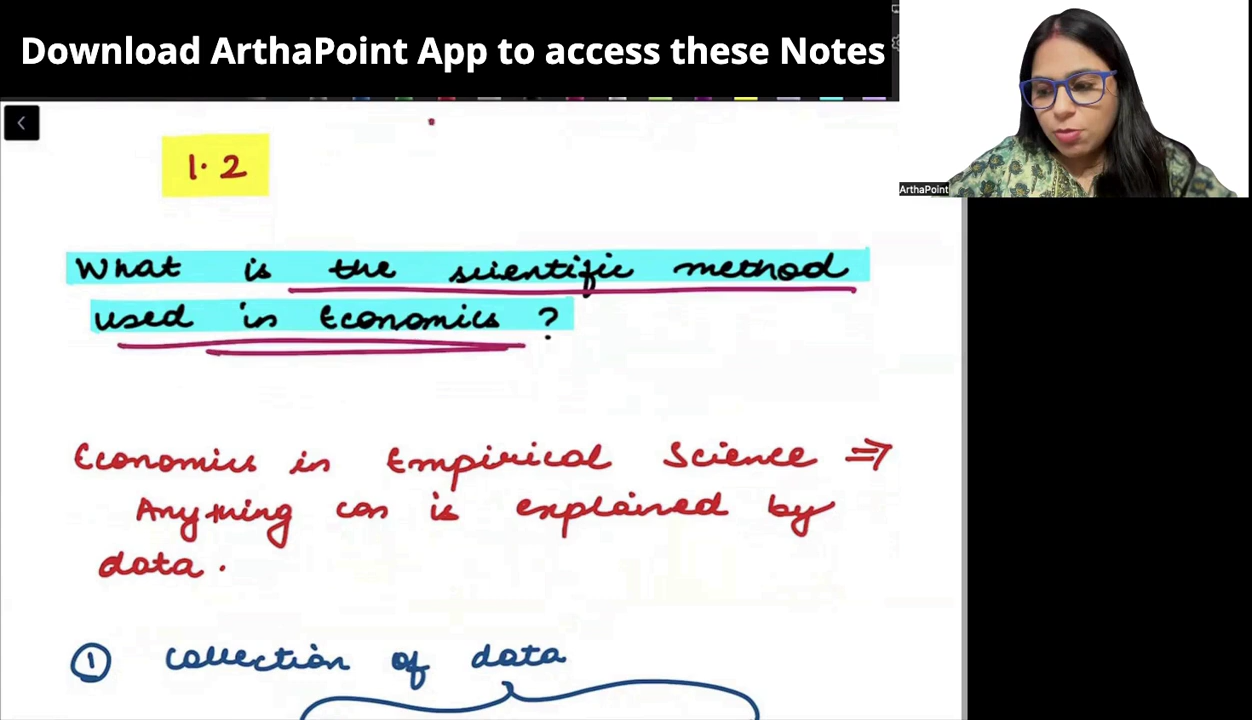 Download ArthaPoint App to access these Notes
ArthaPoint
1.2
What is the scientific method
used in Economics ?
Economics in Empirical Science ⇒
Anything can is explained by
data.
① collection of data